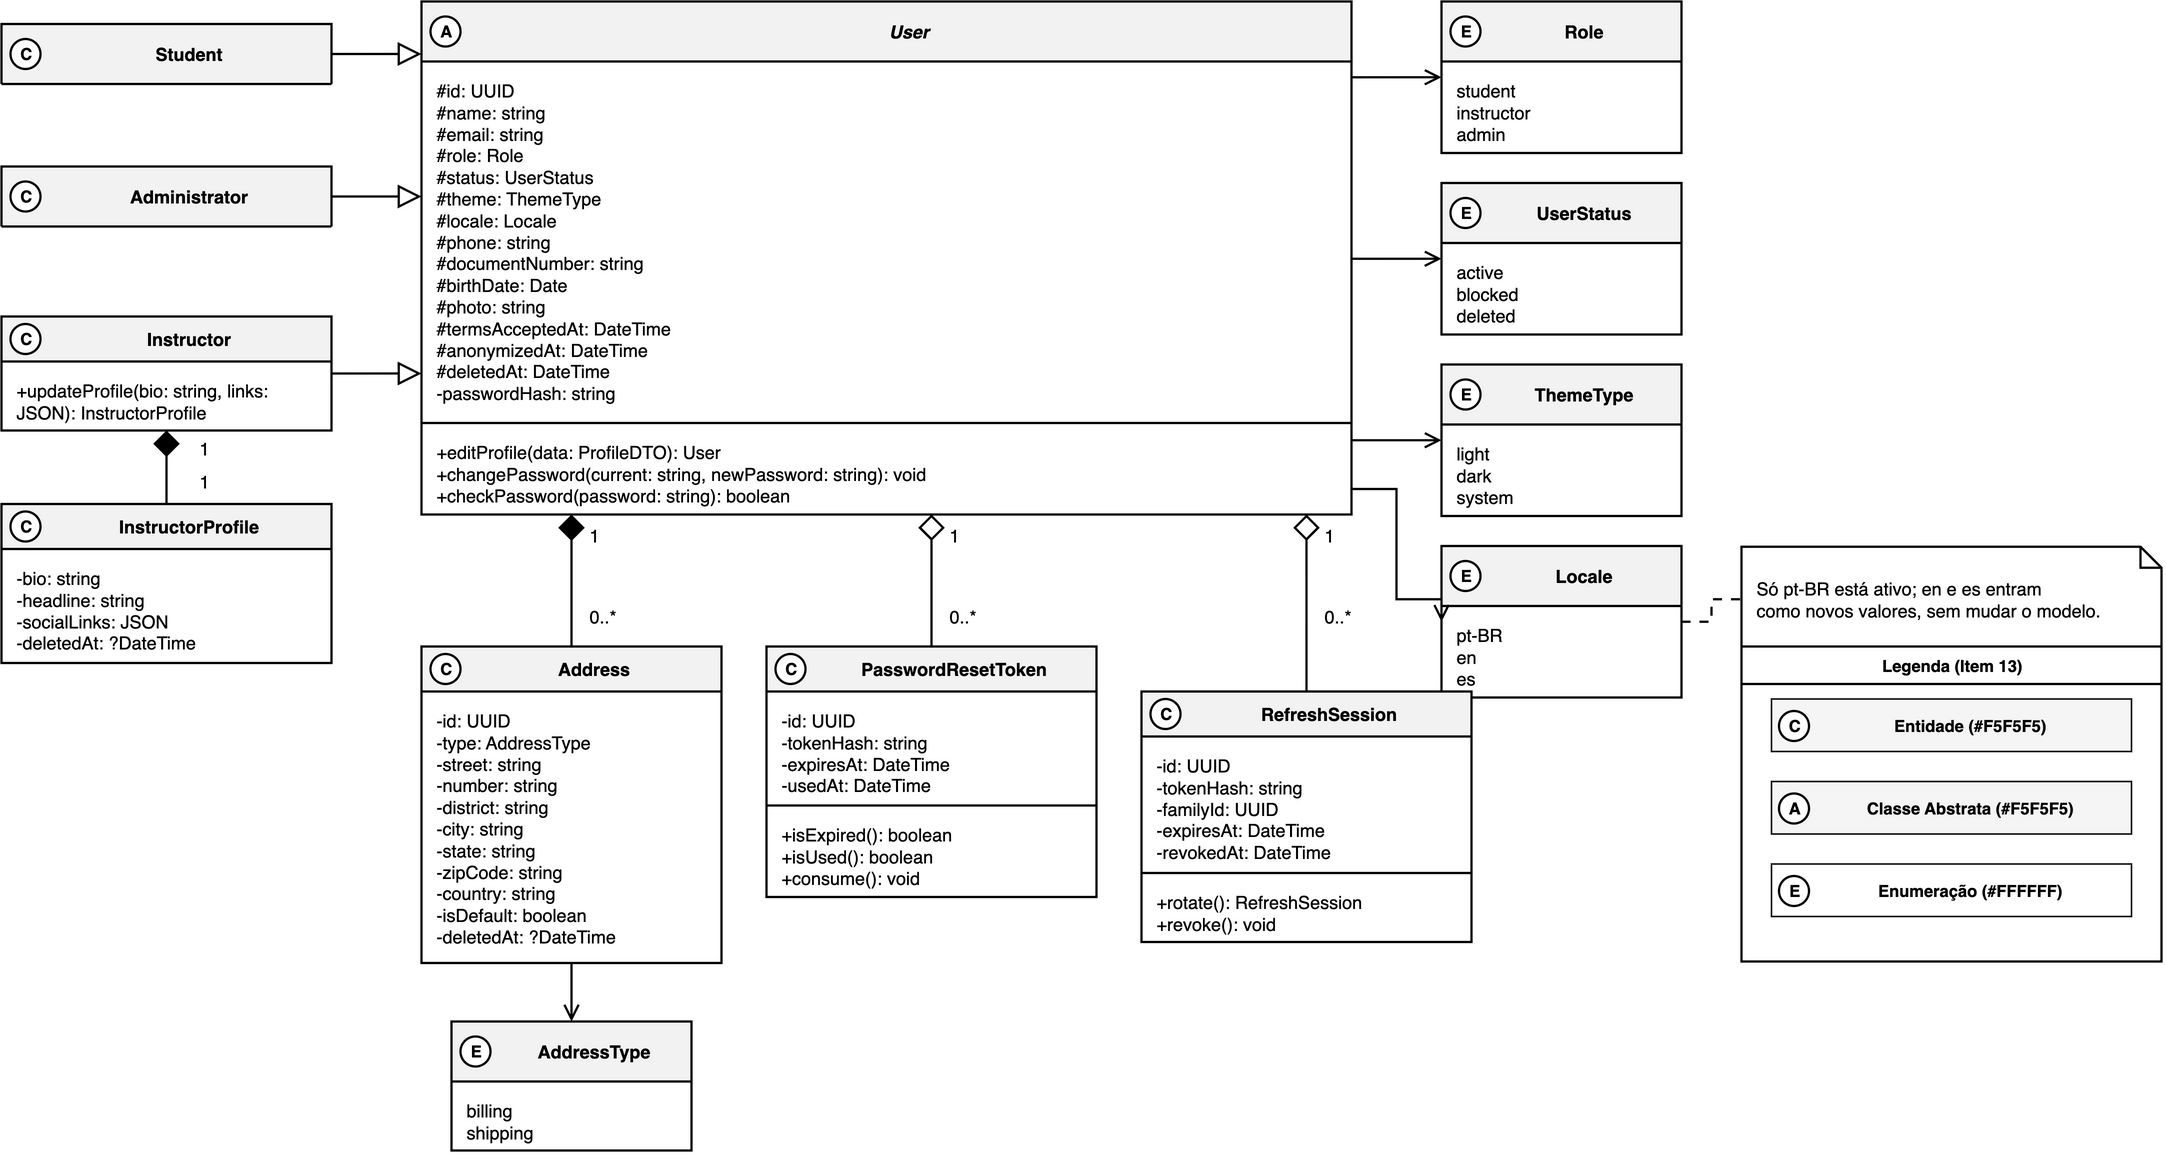 C
Student
C
Administrator
C
Instructor
+updateProfile(bio: string, links:
JSON): InstructorProfile
1
1
C
InstructorProfile
-bio: string
-headline: string
-socialLinks: JSON
-deletedAt: ?DateTime
A
User
#id: UUID
#name: string
#email: string
#role: Role
#status: UserStatus
#theme: ThemeType
#locale: Locale
#phone: string
#documentNumber: string
#birthDate: Date
#photo: string
#termsAcceptedAt: DateTime
#anonymizedAt: DateTime
#deletedAt: DateTime
-passwordHash: string
+editProfile(data: ProfileDTO): User
+changePassword(current: string, newPassword: string): void
+checkPassword(password: string): boolean
1
0..*
1
0..*
1
0..*
C
Address
-id: UUID
-type: AddressType
-street: string
-number: string
-district: string
-city: string
-state: string
-zipCode: string
-country: string
-isDefault: boolean
-deletedAt: ?DateTime
E
AddressType
billing
shipping
C
PasswordResetToken
-id: UUID
-tokenHash: string
-expiresAt: DateTime
-usedAt: DateTime
+isExpired(): boolean
+isUsed(): boolean
+consume(): void
C
RefreshSession
-id: UUID
-tokenHash: string
-familyId: UUID
-expiresAt: DateTime
-revokedAt: DateTime
+rotate(): RefreshSession
+revoke(): void
E
Role
student
instructor
admin
E
UserStatus
active
blocked
deleted
E
ThemeType
light
dark
system
E
Locale
pt-BR
en
es
Só pt-BR está ativo; en e es entram
como novos valores, sem mudar o modelo.
Legenda (Item 13)
C
Entidade (#F5F5F5)
A
Classe Abstrata (#F5F5F5)
E
Enumeração (#FFFFFF)